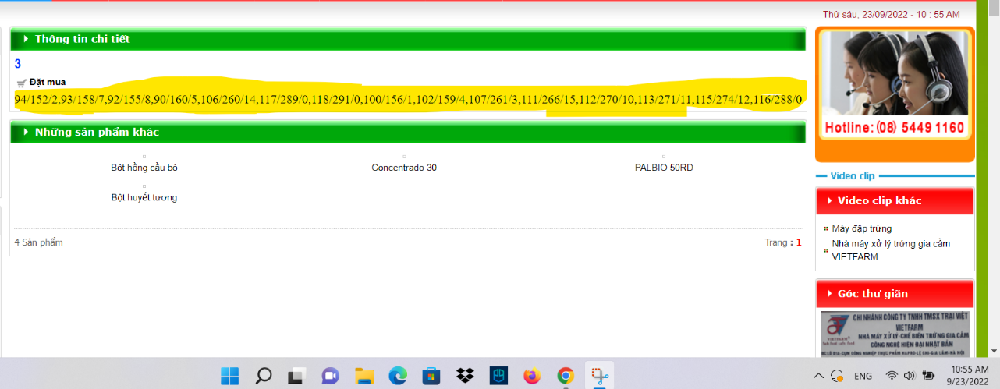 Thứ sáu, 23/09/2022 - 10 : 55 AM
Thông tin chi tiết
3
Đặt mua
94/152/2,93/158/7,92/155/8,90/160/5,106/260/14,117/289/0,118/291/0,100/156/1,102/159/4,107/261/3,111/266/15,112/270/10,113/271/11,115/274/12,116/288/0
Hotline: (08) 5449 1160
Những sản phẩm khác
Bột hồng cầu bò
Concentrado 30
PALBIO 50RD
Bột huyết tương
4 Sản phẩm
Trang : 1
Video clip
Video clip khác
Máy đập trứng
Nhà máy xử lý trứng gia cầm
VIETFARM
Góc thư giãn
CHI NHÁNH CÔNG TY TNHH TMSX TRẠI VIỆT
VIETFARM
NHÀ MÁY XỬ LÝ-CHẾ BIẾN TRỨNG GIA CẦM
CÔNG NGHỆ HIỆN ĐẠI NHẬT BẢN
VIETFARM
ENG
10:55 AM
9/23/2022